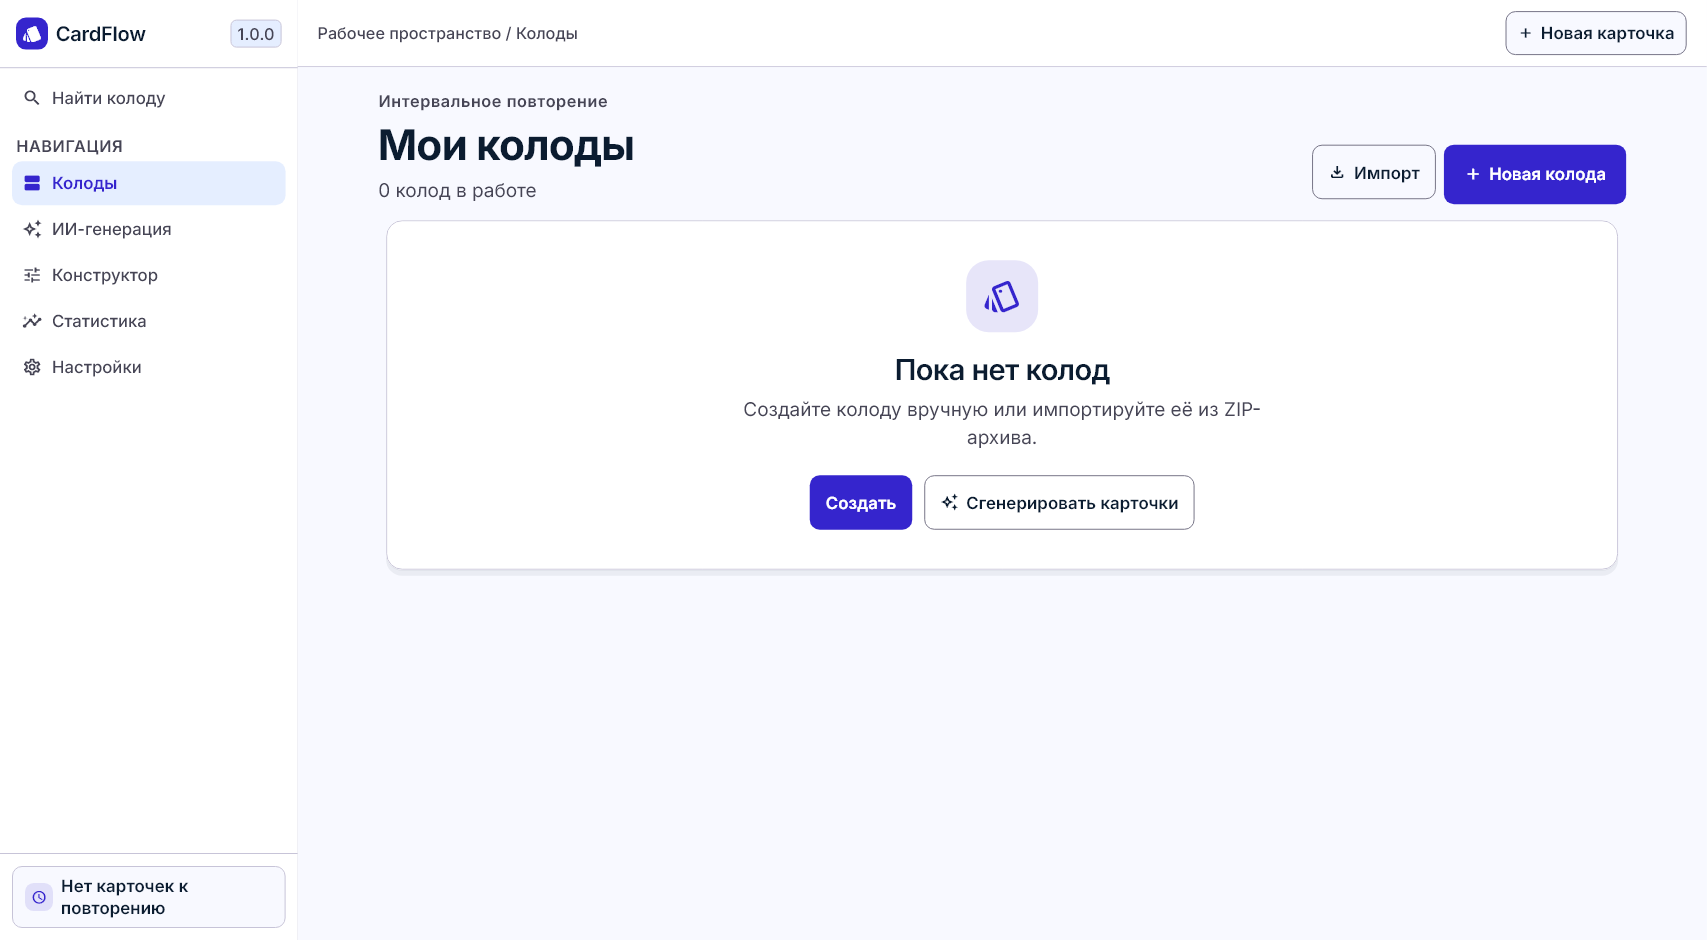 CardFlow
1.0.0
Найти колоду
НАВИГАЦИЯ
Колоды
ИИ-генерация
Конструктор
Статистика
Настройки
Нет карточек к
повторению
Рабочее пространство / Колоды
+ Новая карточка
Интервальное повторение
Мои колоды
0 колод в работе
Импорт
+ Новая колода
Пока нет колод
Создайте колоду вручную или импортируйте её из ZIP-
архива.
Создать
Сгенерировать карточки